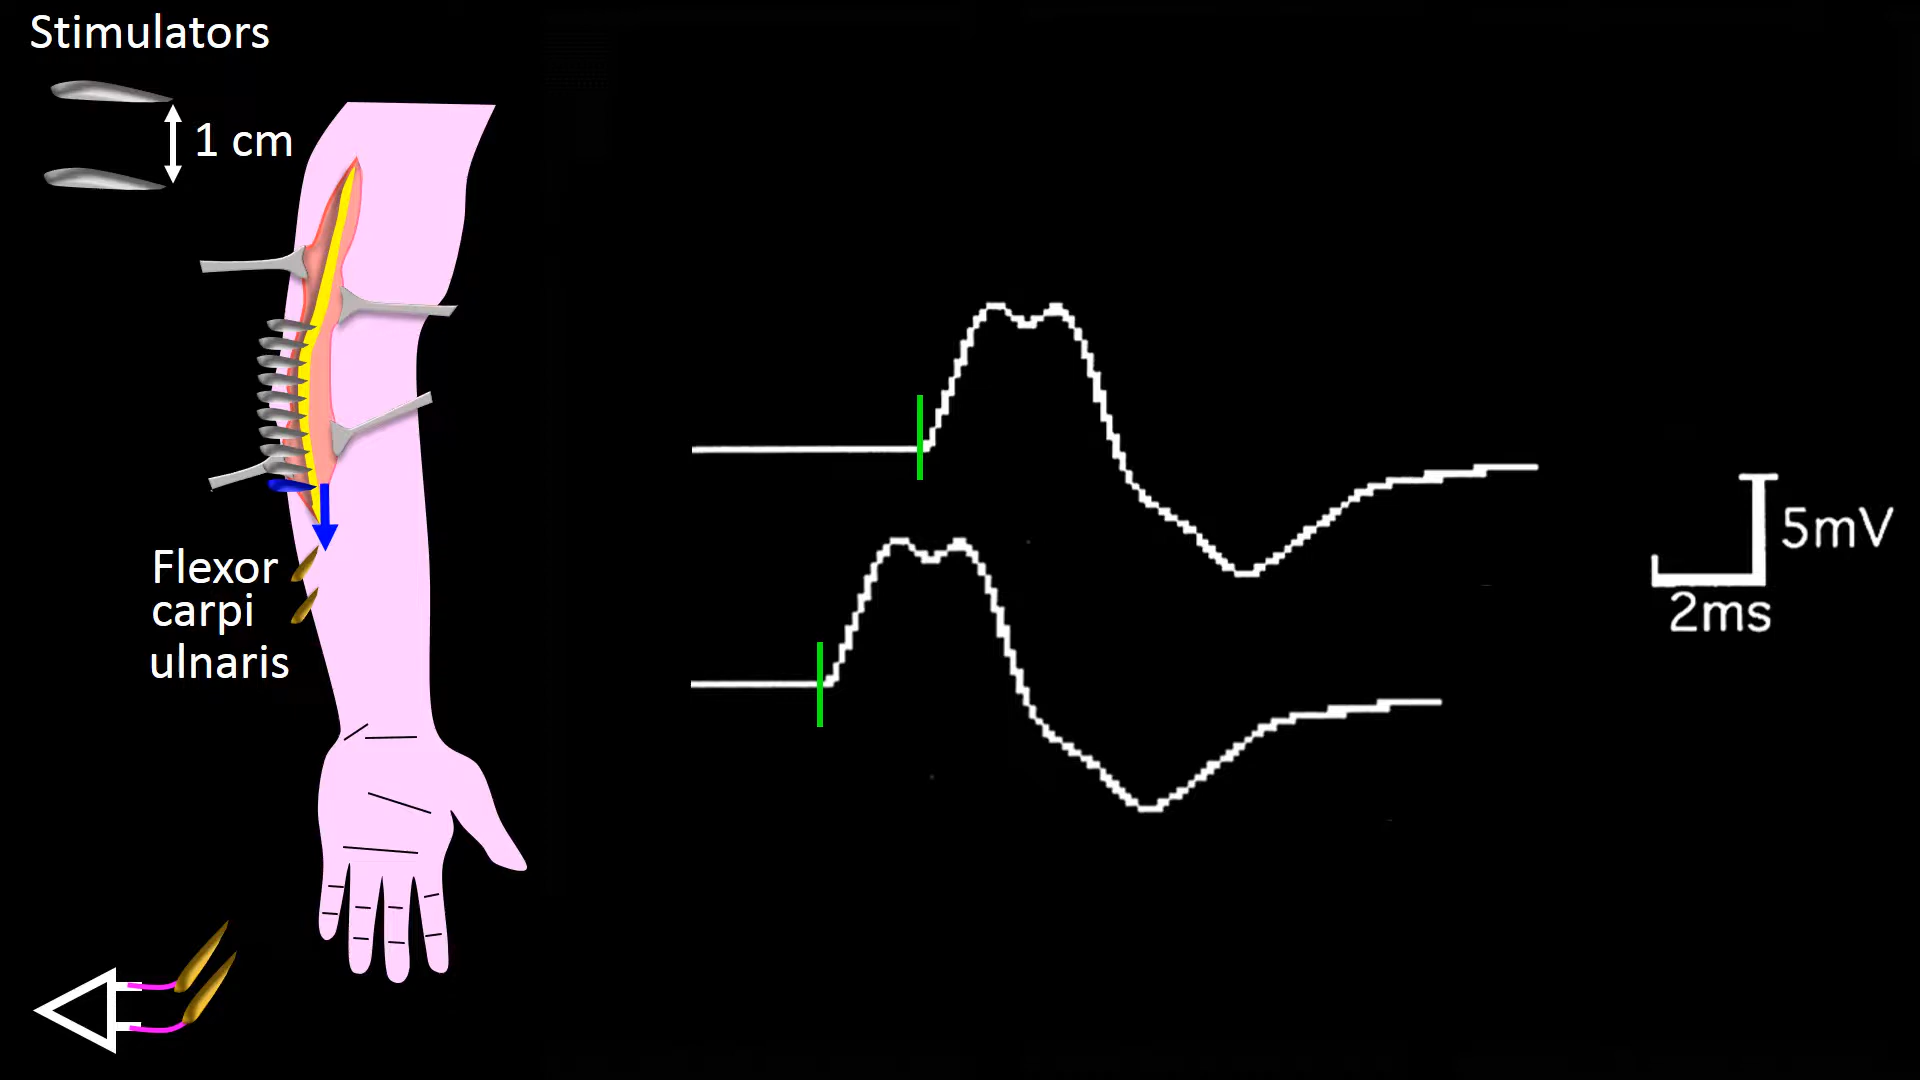 Stimulators
1 cm
Flexor
carpi
ulnaris
5mV
2ms